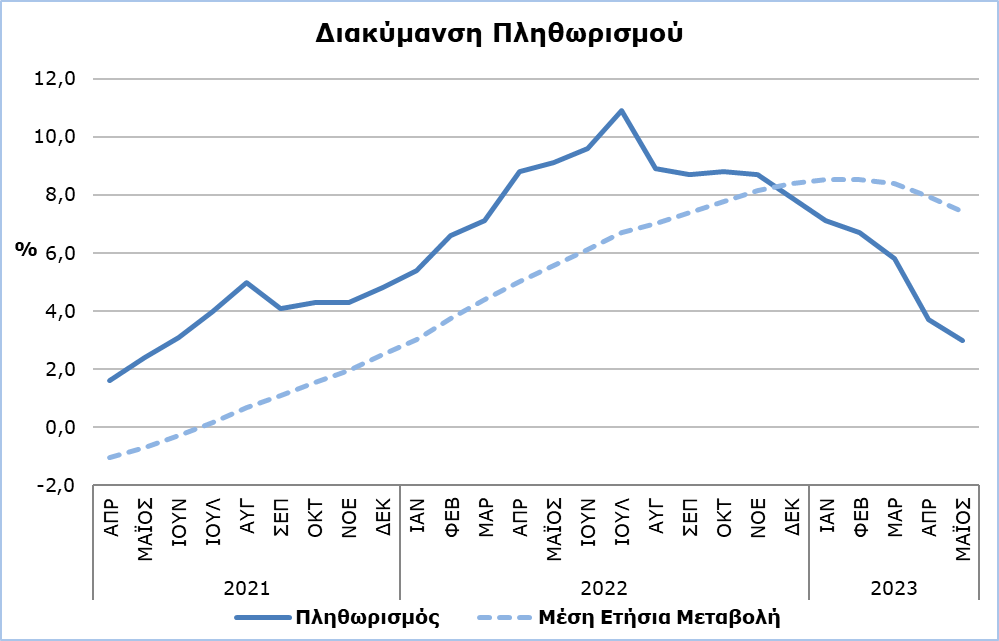 Διακύμανση Πληθωρισμού
12,0
10,0
8,0
%
6,0
4,0
2,0
0,0
-2,0
ΑΠΡ ΜΑΪΟΣ ΙΟΥΝ ΙΟΥΛ ΑΥΓ ΣΕΠ ΟΚΤ ΝΟΕ ΔΕΚ ΙΑΝ ΦΕΒ ΜΑΡ ΑΠΡ ΜΑΪΟΣ ΙΟΥΝ ΙΟΥΛ ΑΥΓ ΣΕΠ ΟΚΤ ΝΟΕ ΔΕΚ ΙΑΝ ΦΕΒ ΜΑΡ ΑΠΡ ΜΑΪΟΣ
2021 2022 2023
Πληθωρισμός Μέση Ετήσια Μεταβολή